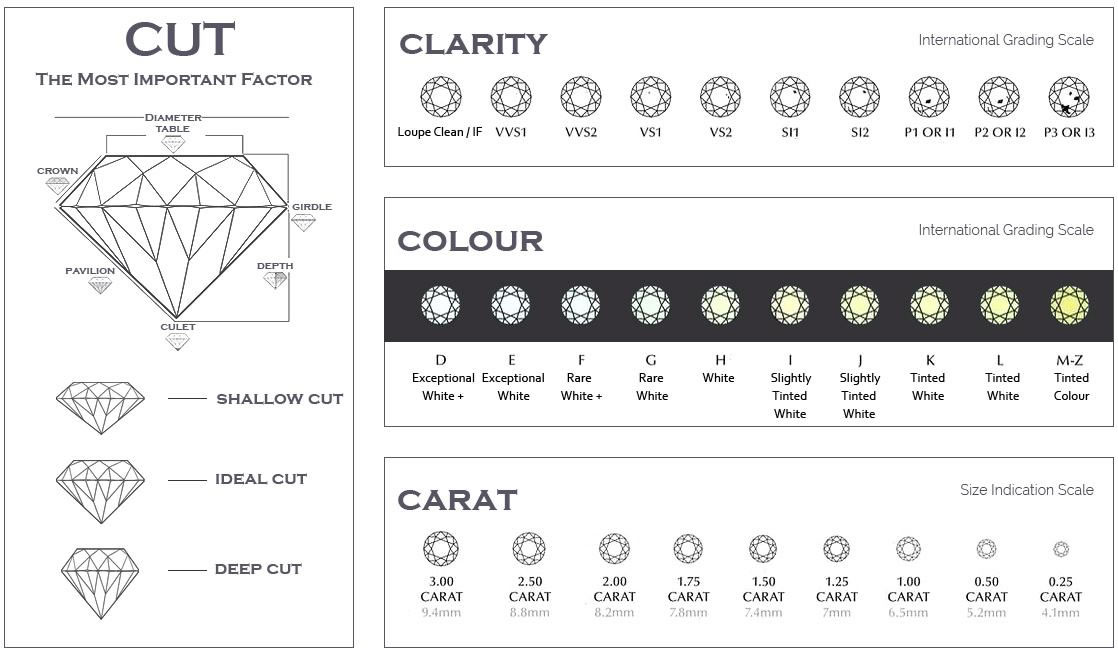 CUT
THE MOST IMPORTANT FACTOR
DIAMETER
TABLE
CROWN
GIRDLE
PAVILION
DEPTH
CULET
SHALLOW CUT
IDEAL CUT
DEEP CUT
CLARITY
International Grading Scale
Loupe Clean / IF VVS1 VVS2 VS1 VS2 SI1 SI2 P1 OR I1 P2 OR I2 P3 OR I3
COLOUR
International Grading Scale
D E F G H I J K L M-Z
Exceptional Exceptional Rare Rare White Slightly Slightly Tinted Tinted Tinted
White + White White + White Tinted Tinted White White Colour
White White
CARAT
Size Indication Scale
3.00 2.50 2.00 1.75 1.50 1.25 1.00 0.50 0.25
CARAT CARAT CARAT CARAT CARAT CARAT CARAT CARAT CARAT
9.4mm 8.8mm 8.2mm 7.8mm 7.4mm 7mm 6.5mm 5.2mm 4.1mm